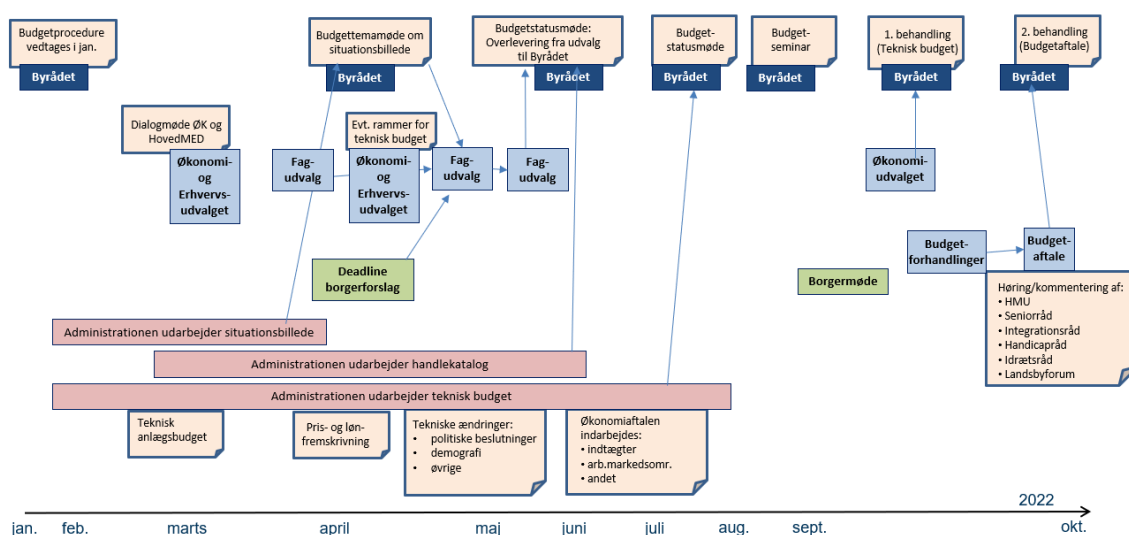 Budgetprocedure
vedtages i jan.
Byrådet
Budgettemamøde om
situationsbillede
Byrådet
Budgetstatusmøde:
Overlevering fra udvalg
til Byrådet
Byrådet
Budget-
statusmøde
Byrådet
Budget-
seminar
Byrådet
1. behandling
(Teknisk budget)
Byrådet
2. behandling
(Budgetaftale)
Byrådet
Dialogmøde ØK og
HovedMED
Økonomi-
og
Erhvervs-
udvalget
Fag-
udvalg
Evt. rammer for
teknisk budget
Økonomi-
og
Erhvervs-
udvalget
Fag-
udvalg
Fag-
udvalg
Økonomi-
udvalget
Budget-
forhandlinger
Budget-
aftale
Deadline
borgerforslag
Borgermøde
Høring/kommentering af:
• HMU
• Seniorråd
• Integrationsråd
• Handicapråd
• Idrætsråd
• Landsbyforum
Administrationen udarbejder situationsbillede
Administrationen udarbejder handlekatalog
Administrationen udarbejder teknisk budget
Teknisk
anlægsbudget
Pris- og løn-
fremskrivning
Tekniske ændringer:
• politiske beslutninger
• demografi
• øvrige
Økonomiaftalen
indarbejdes:
• indtægter
• arb.markedsomr.
• andet
2022
jan. feb. marts april maj juni juli aug. sept. okt.